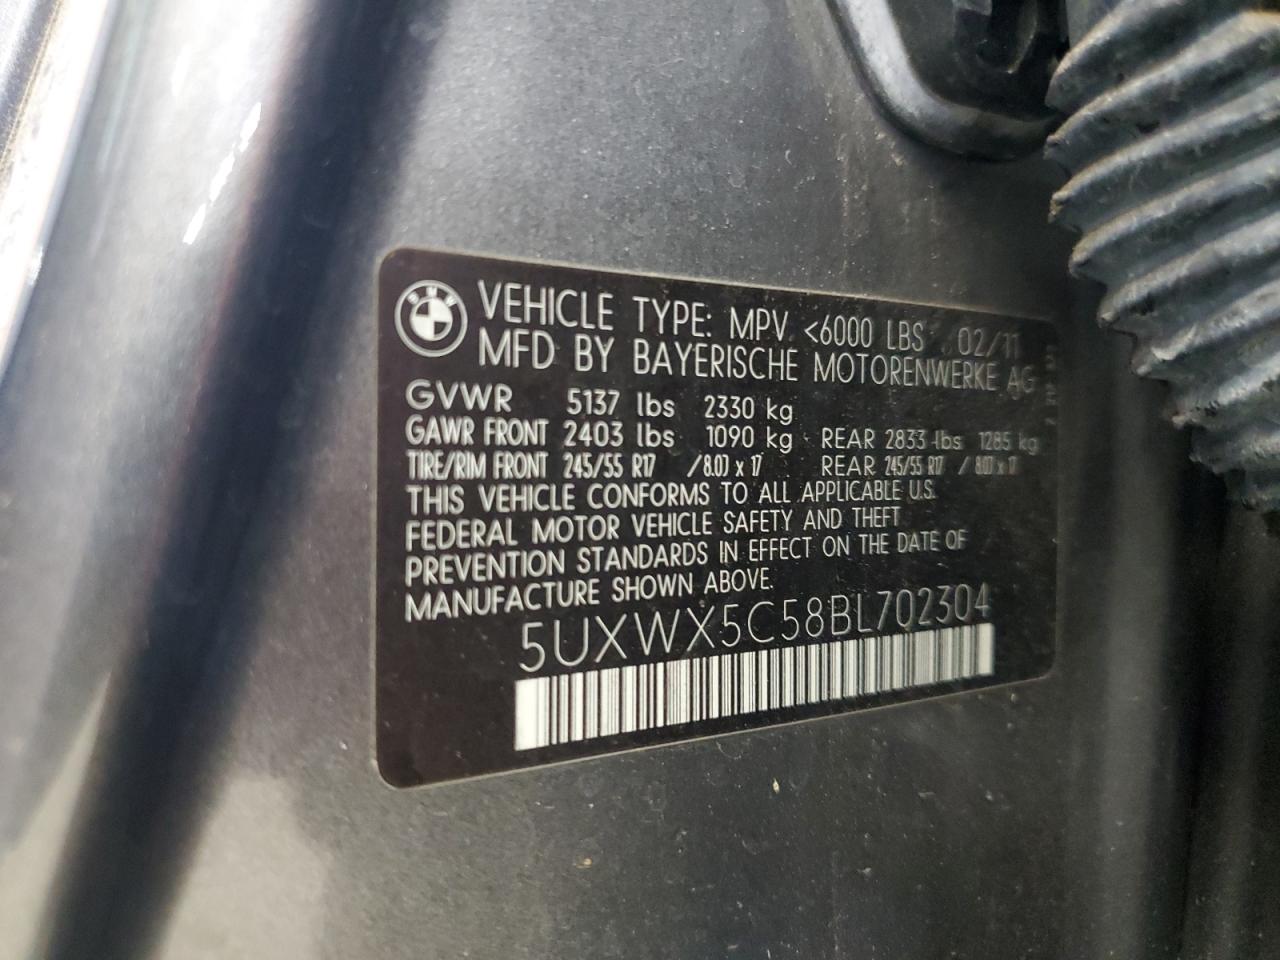 BMW
VEHICLE TYPE: MPV <6000 LBS 02/11
MFD BY BAYERISCHE MOTORENWERKE AG
GVWR 5137 lbs 2330 kg
GAWR FRONT 2403 lbs 1090 kg - REAR 2833 lbs 1285 kg
TIRE/RIM FRONT 245/55 R17 /8.0J x 17 REAR 245/55 R17 / 8.0J x 17
THIS VEHICLE CONFORMS TO ALL APPLICABLE U.S.
FEDERAL MOTOR VEHICLE SAFETY AND THEFT
PREVENTION STANDARDS IN EFFECT ON THE DATE OF
MANUFACTURE SHOWN ABOVE.
5UXWX5C58BL702304